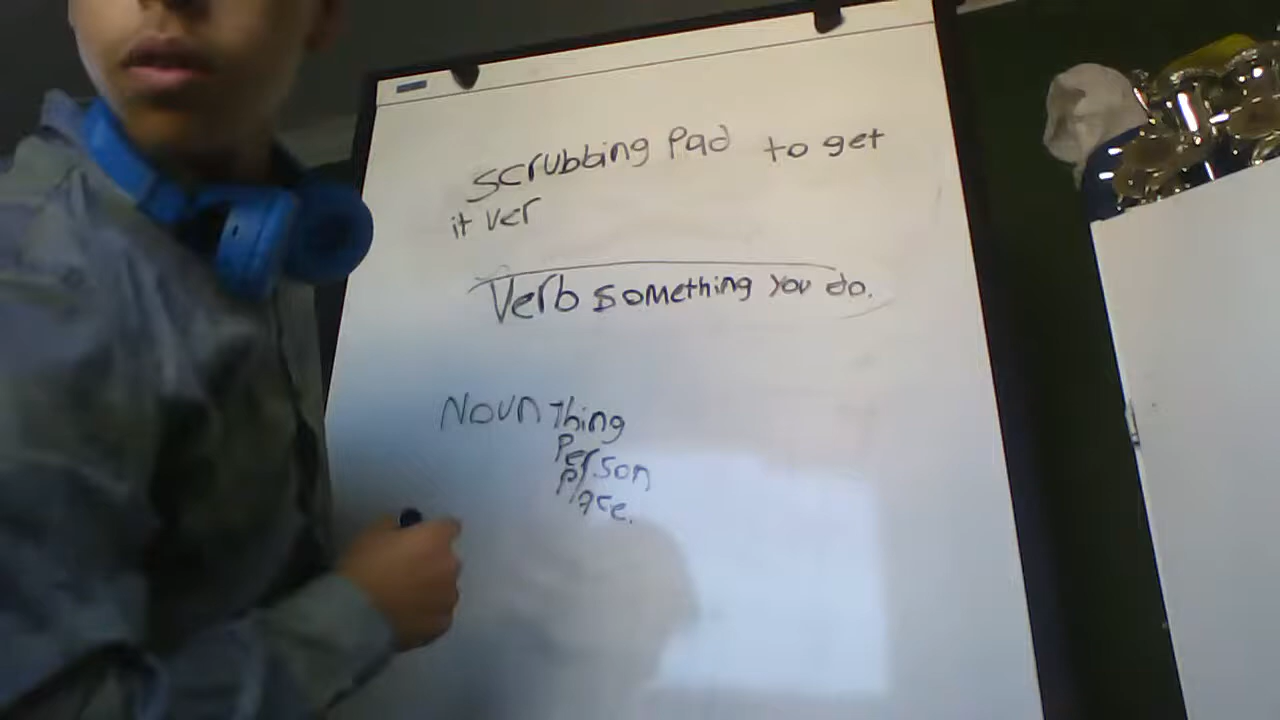 scrubbing Pad to get
it ver
Verb something you do.
Noun Thing
Person
Place.